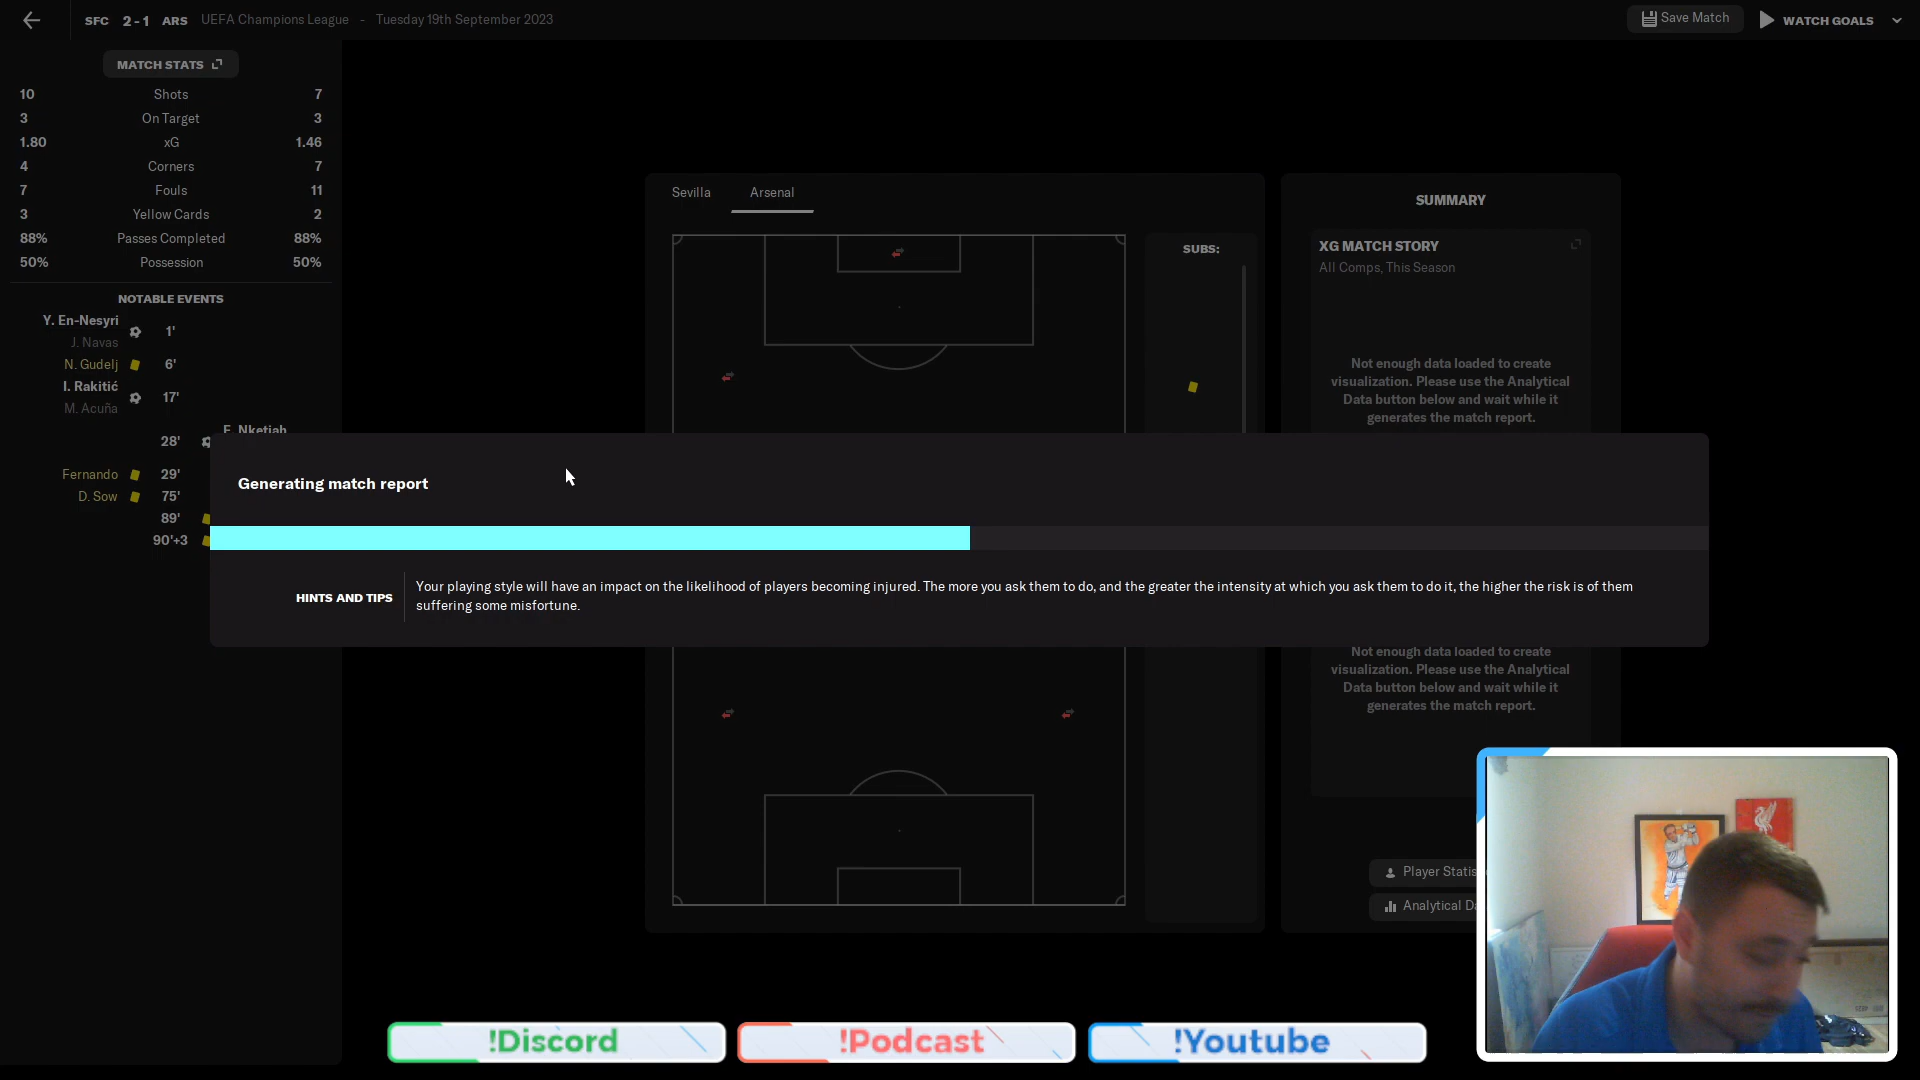 SFC 2-1 ARS UEFA Champions League - Tuesday 19th September 2023
Save Match
WATCH GOALS
MATCH STATS
10 Shots 7
3 On Target 3
1.80 xG 1.46
4 Corners 7
7 Fouls 11
3 Yellow Cards 2
88% Passes Completed 88%
50% Possession 50%
NOTABLE EVENTS
Y. En-Nesyri 1'
J. Navas
N. Gudelj 6'
I. Rakitić 17'
M. Acuña
28' E. Nketiah
Fernando 29'
D. Sow 75'
89'
90'+3
Sevilla Arsenal
SUBS:
SUMMARY
XG MATCH STORY
All Comps, This Season
Not enough data loaded to create
visualization. Please use the Analytical
Data button below and wait while it
generates the match report.
Generating match report
HINTS AND TIPS
Your playing style will have an impact on the likelihood of players becoming injured. The more you ask them to do, and the greater the intensity at which you ask them to do it, the higher the risk is of them
suffering some misfortune.
Not enough data loaded to create
visualization. Please use the Analytical
Data button below and wait while it
generates the match report.
Player Statis
Analytical Da
!Discord
!Podcast
!Youtube